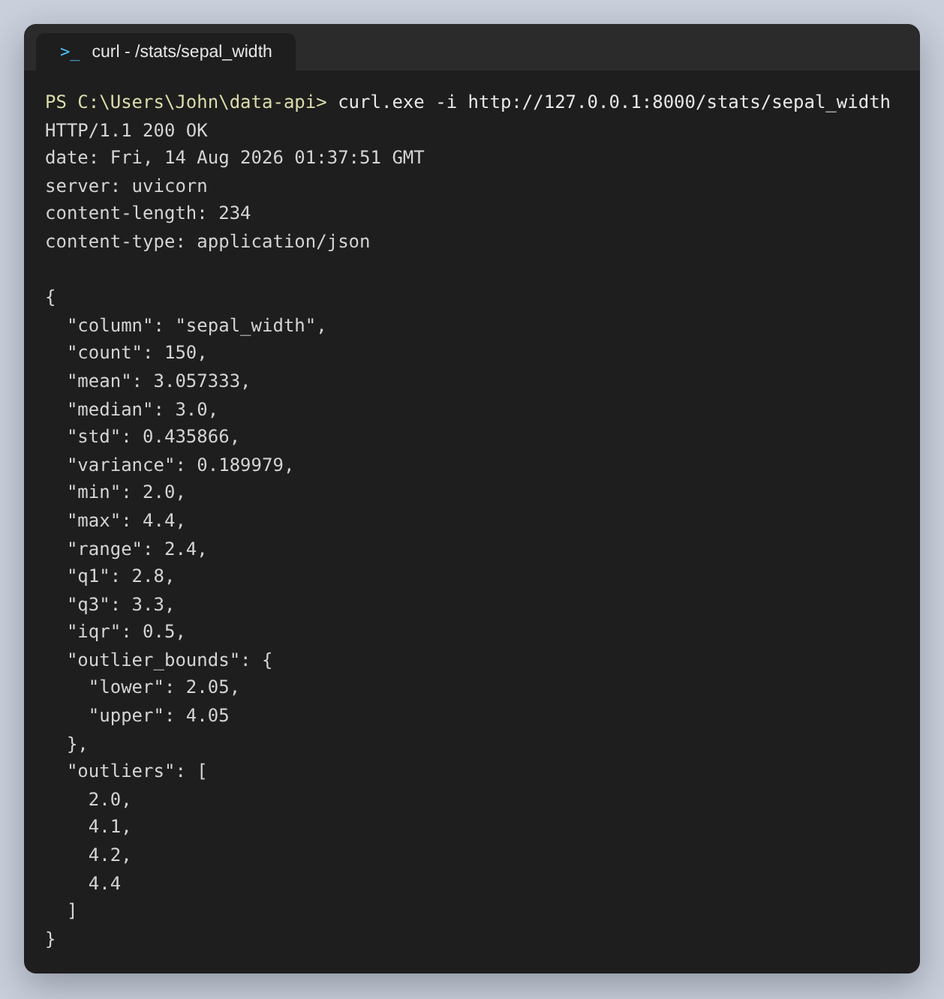 >_ curl - /stats/sepal_width
PS C:\Users\John\data-api> curl.exe -i http://127.0.0.1:8000/stats/sepal_width
HTTP/1.1 200 OK
date: Fri, 14 Aug 2026 01:37:51 GMT
server: uvicorn
content-length: 234
content-type: application/json

{
  "column": "sepal_width",
  "count": 150,
  "mean": 3.057333,
  "median": 3.0,
  "std": 0.435866,
  "variance": 0.189979,
  "min": 2.0,
  "max": 4.4,
  "range": 2.4,
  "q1": 2.8,
  "q3": 3.3,
  "iqr": 0.5,
  "outlier_bounds": {
    "lower": 2.05,
    "upper": 4.05
  },
  "outliers": [
    2.0,
    4.1,
    4.2,
    4.4
  ]
}